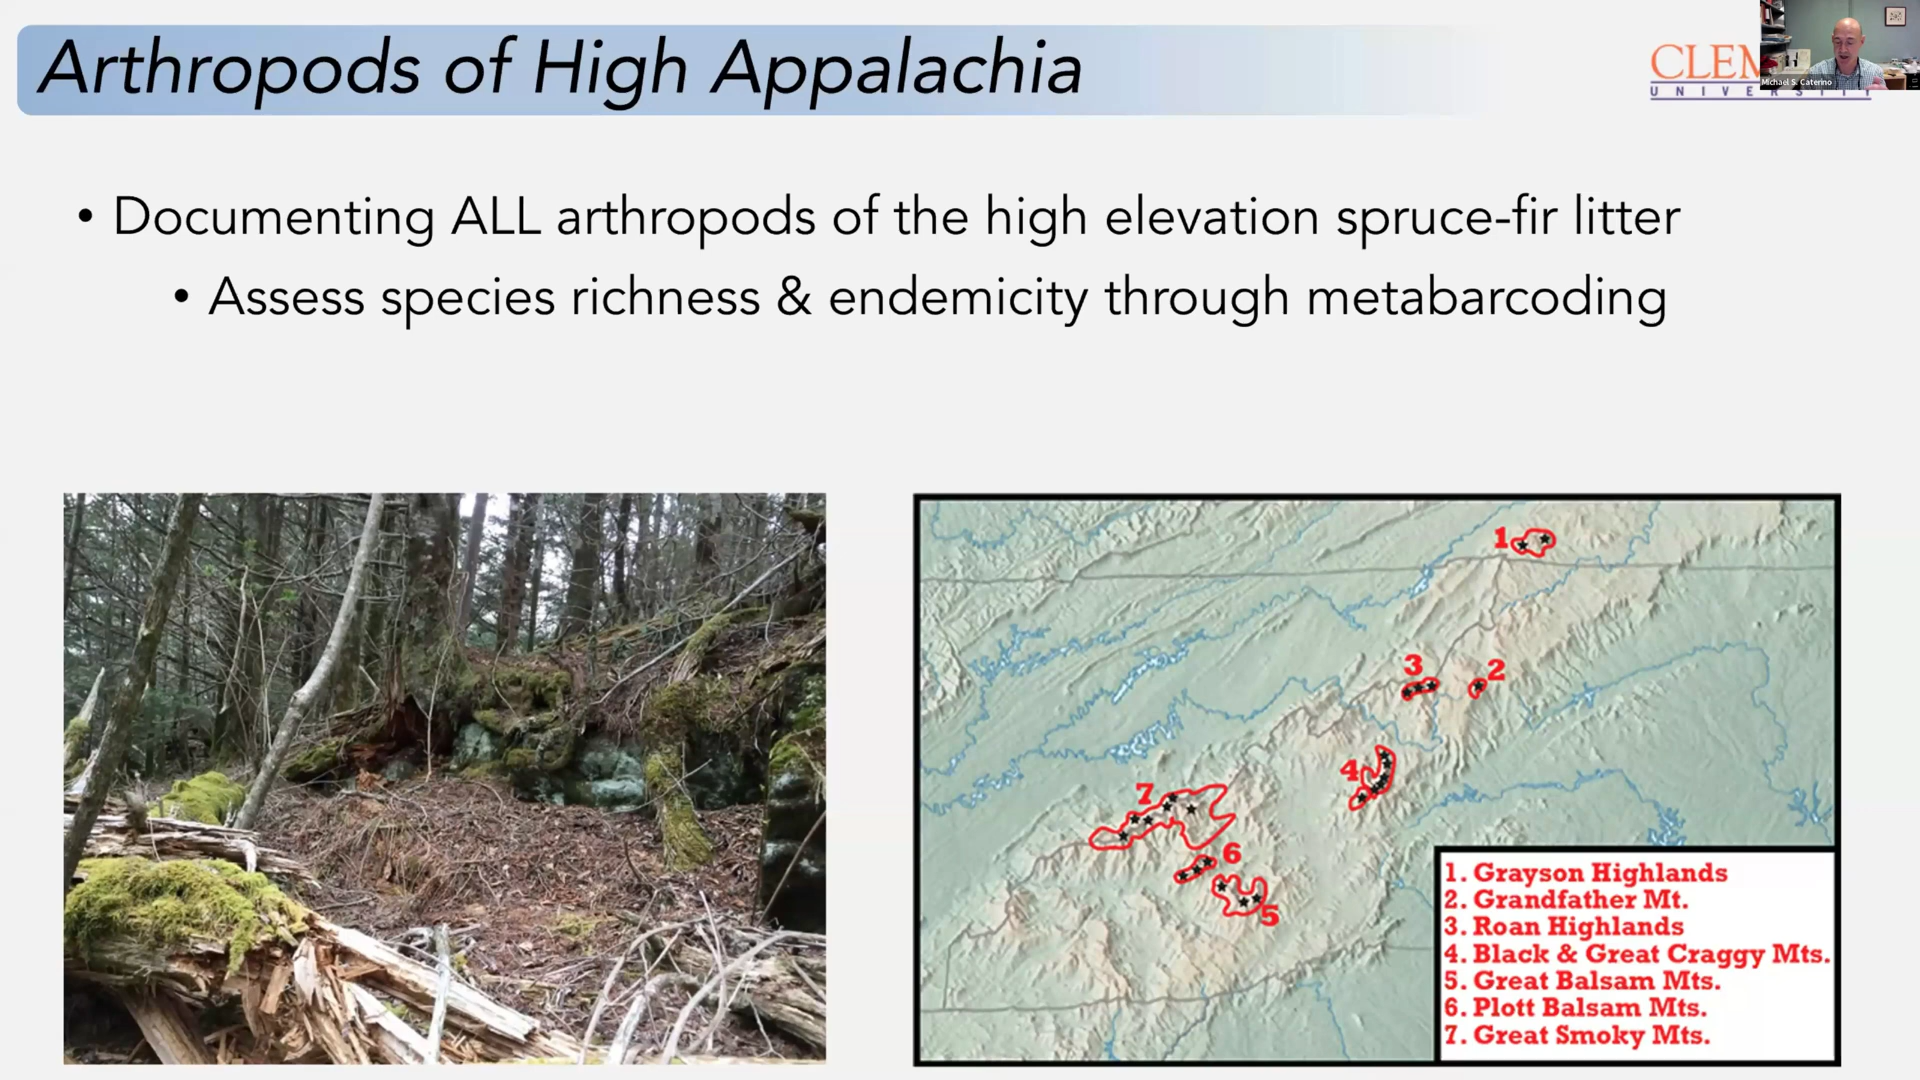 Arthropods of High Appalachia
CLEM
UNIVERSITY
Michael S. Caterino
• Documenting ALL arthropods of the high elevation spruce-fir litter
• Assess species richness & endemicity through metabarcoding
1
2
3
4
5
6
7
1. Grayson Highlands
2. Grandfather Mt.
3. Roan Highlands
4. Black & Great Craggy Mts.
5. Great Balsam Mts.
6. Plott Balsam Mts.
7. Great Smoky Mts.